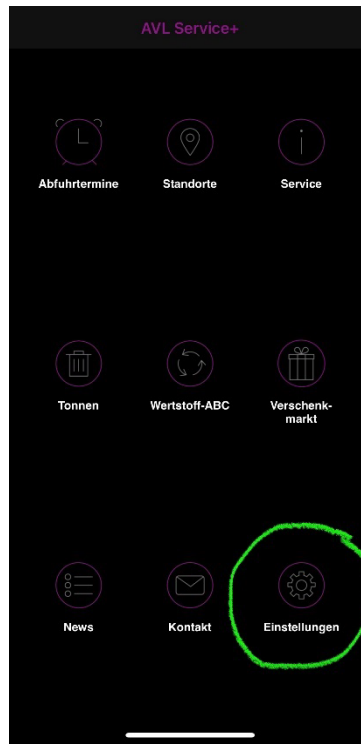 AVL Service+
Abfuhrtermine
Standorte
Service
Tonnen
Wertstoff-ABC
Verschenk-
markt
News
Kontakt
Einstellungen